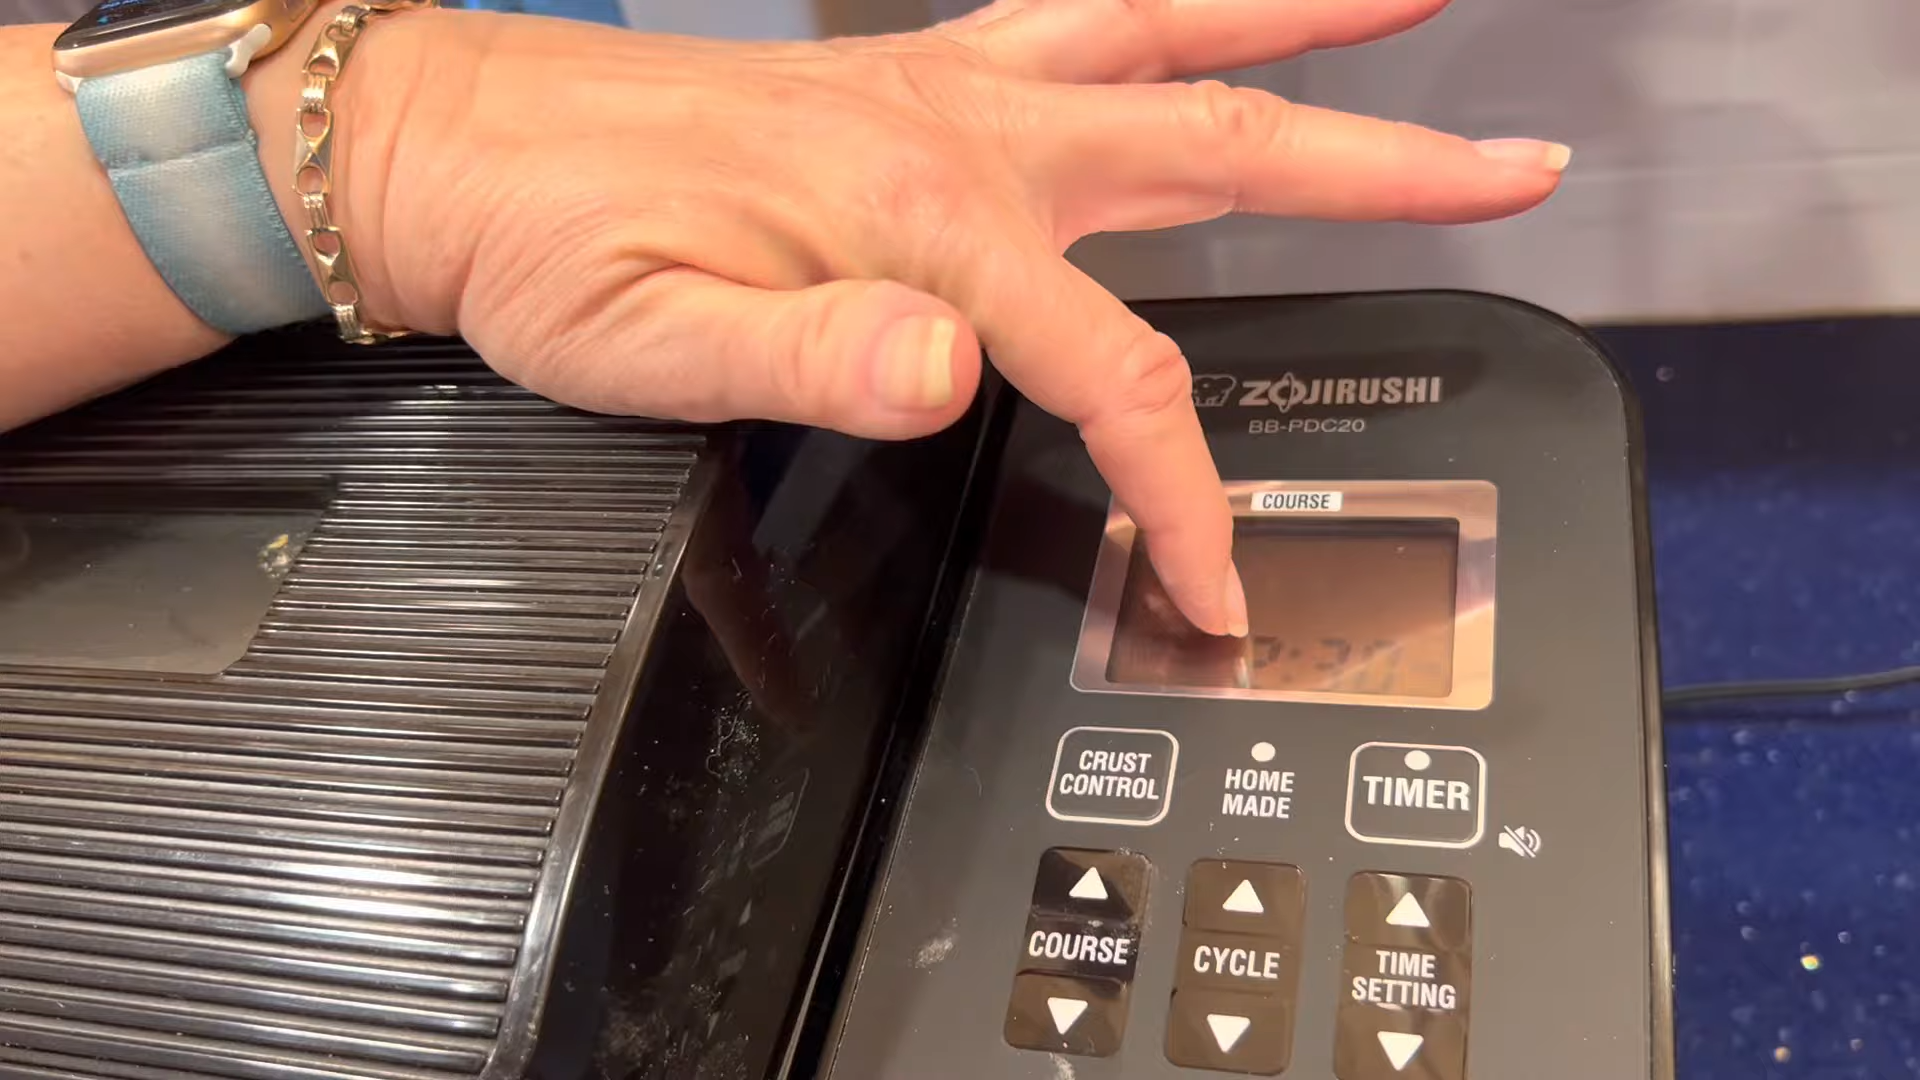 ZOJIRUSHI
BB-PDC20
COURSE
CRUST
CONTROL
HOME
MADE
TIMER
COURSE
CYCLE
TIME
SETTING